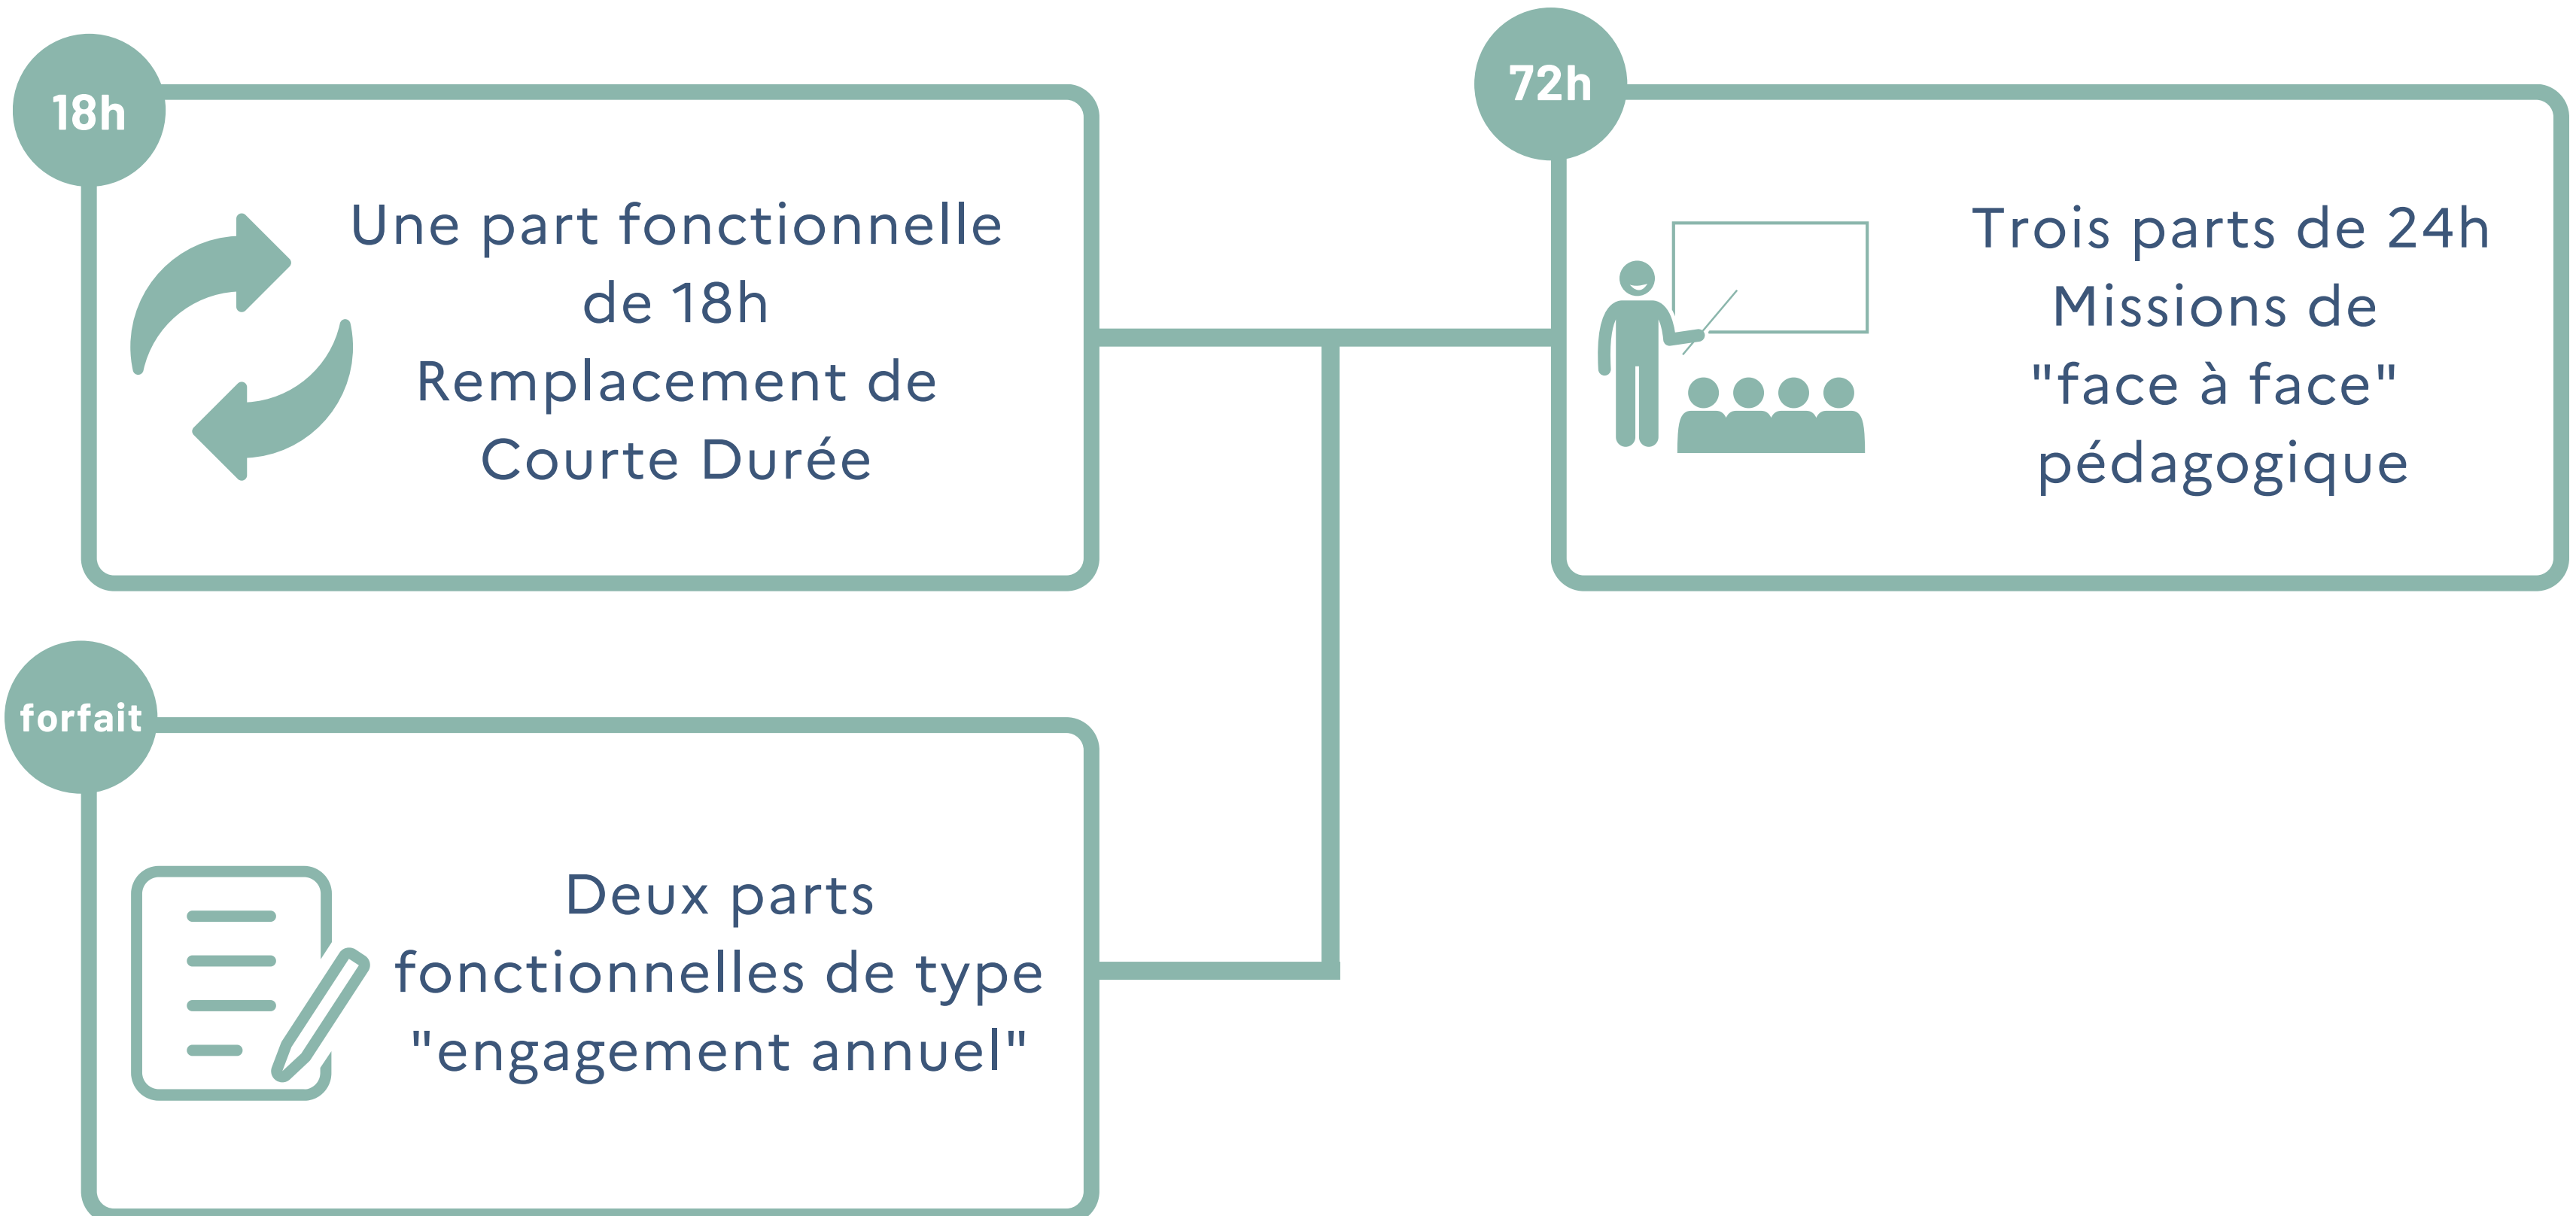 18h
Une part fonctionnelle
de 18h
Remplacement de
Courte Durée
72h
Trois parts de 24h
Missions de
"face à face"
pédagogique
forfait
Deux parts
fonctionnelles de type
"engagement annuel"